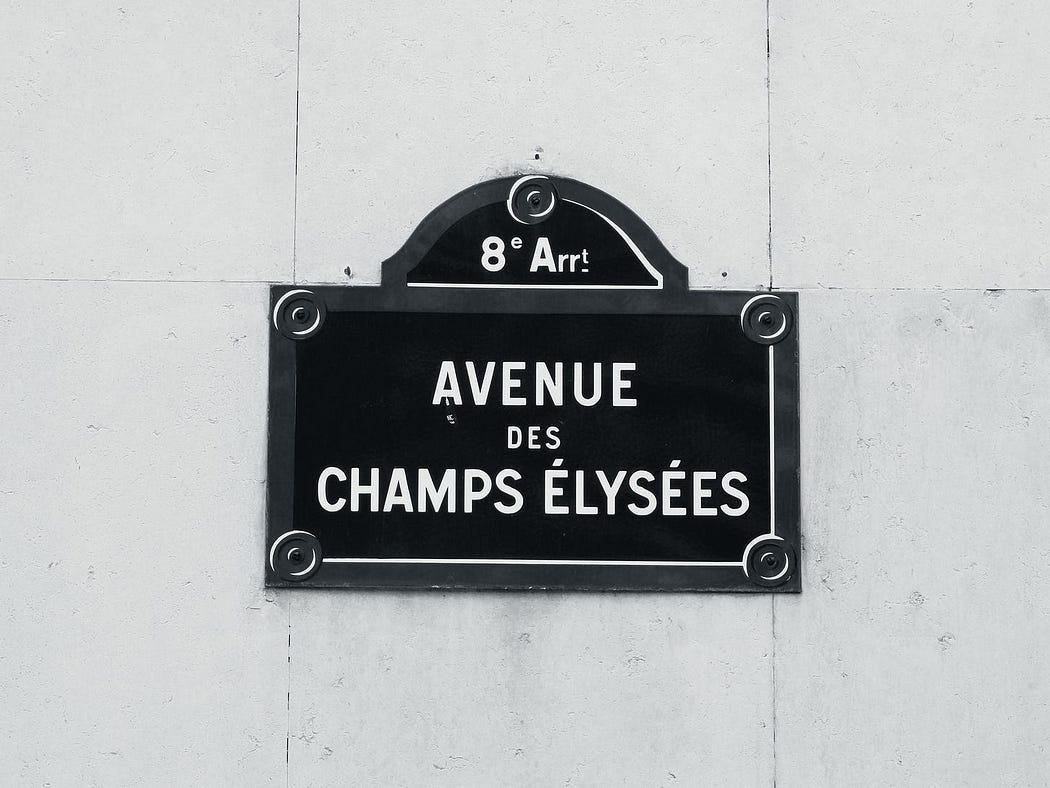 8e Arrt
AVENUE
DES
CHAMPS ÉLYSÉES